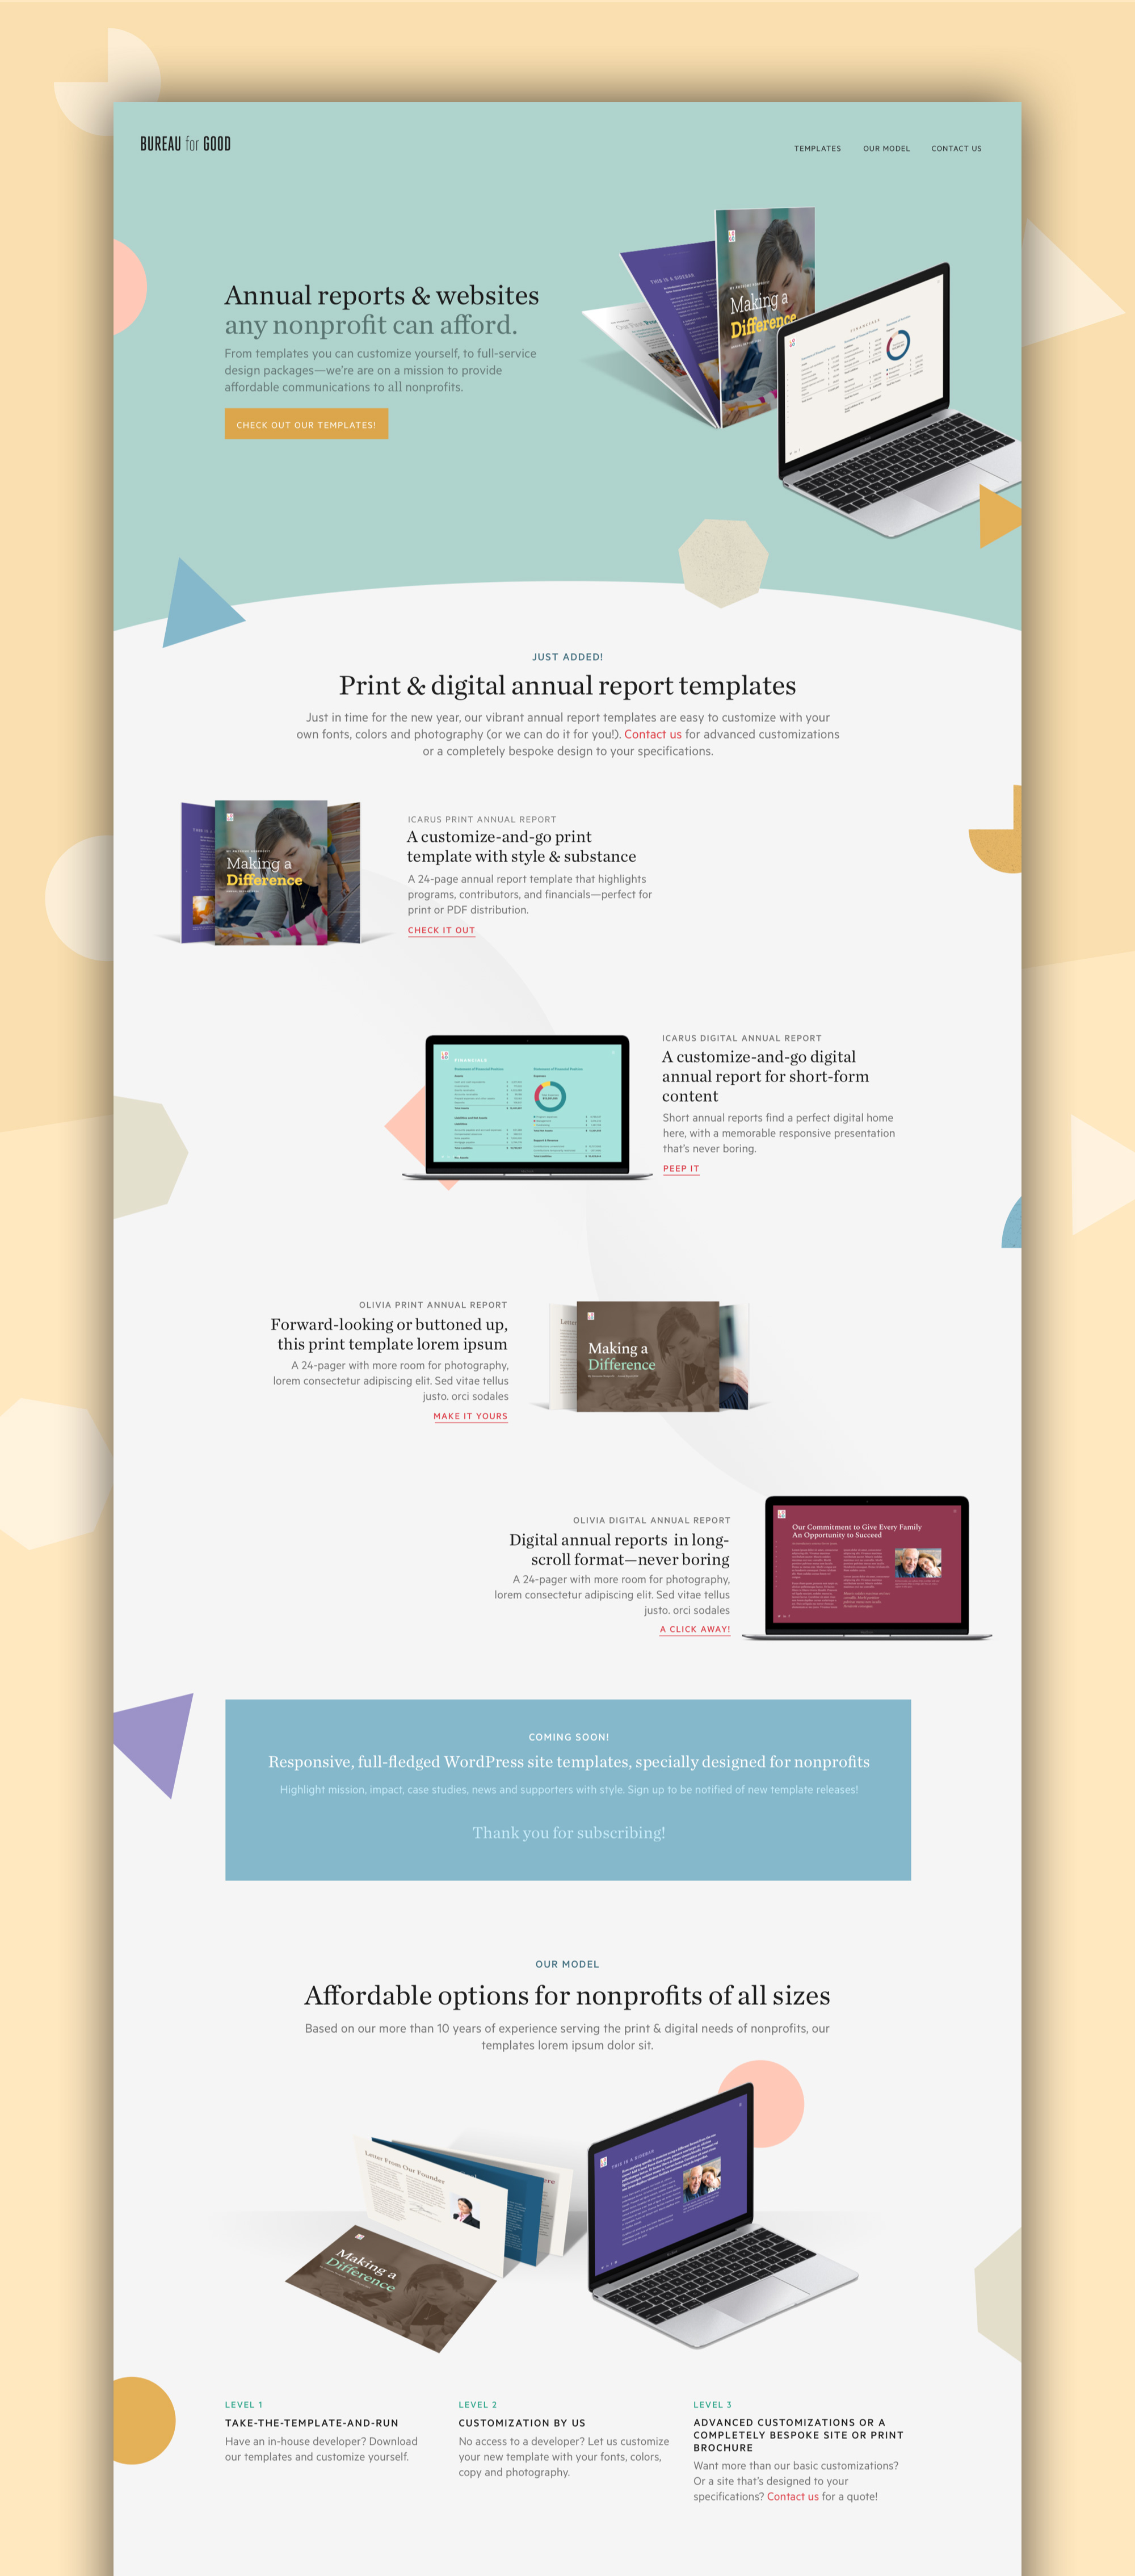 BUREAU for GOOD
TEMPLATES OUR MODEL CONTACT US
Annual reports & websites
any nonprofit can afford.
From templates you can customize yourself, to full-service
design packages—we're are on a mission to provide
affordable communications to all nonprofits.
CHECK OUT OUR TEMPLATES!
THIS IS A SIDEBAR
Making a
Difference
FINANCIALS
JUST ADDED!
Print & digital annual report templates
Just in time for the new year, our vibrant annual report templates are easy to customize with your
own fonts, colors and photography (or we can do it for you!). Contact us for advanced customizations
or a completely bespoke design to your specifications.
Making a
Difference
ICARUS PRINT ANNUAL REPORT
A customize-and-go print
template with style & substance
A 24-page annual report template that highlights
programs, contributors, and financials—perfect for
print or PDF distribution.
CHECK IT OUT
FINANCIALS
ICARUS DIGITAL ANNUAL REPORT
A customize-and-go digital
annual report for short-form
content
Short annual reports find a perfect digital home
here, with a memorable responsive presentation
that's never boring.
PEEP IT
OLIVIA PRINT ANNUAL REPORT
Forward-looking or buttoned up,
this print template lorem ipsum
A 24-pager with more room for photography,
lorem consectetur adipiscing elit. Sed vitae tellus
justo. orci sodales
MAKE IT YOURS
Letter
Making a
Difference
OLIVIA DIGITAL ANNUAL REPORT
Digital annual reports in long-
scroll format—never boring
A 24-pager with more room for photography,
lorem consectetur adipiscing elit. Sed vitae tellus
justo. orci sodales
A CLICK AWAY!
Our Commitment to Give Every Family
An Opportunity to Succeed
COMING SOON!
Responsive, full-fledged WordPress site templates, specially designed for nonprofits
Highlight mission, impact, case studies, news and supporters with style. Sign up to be notified of new template releases!
Thank you for subscribing!
OUR MODEL
Affordable options for nonprofits of all sizes
Based on our more than 10 years of experience serving the print & digital needs of nonprofits, our
templates lorem ipsum dolor sit.
Letter From Our Founder
Making a
Difference
THIS IS A SIDEBAR
LEVEL 1
TAKE-THE-TEMPLATE-AND-RUN
Have an in-house developer? Download
our templates and customize yourself.
LEVEL 2
CUSTOMIZATION BY US
No access to a developer? Let us customize
your new template with your fonts, colors,
copy and photography.
LEVEL 3
ADVANCED CUSTOMIZATIONS OR A
COMPLETELY BESPOKE SITE OR PRINT
BROCHURE
Want more than our basic customizations?
Or a site that's designed to your
specifications? Contact us for a quote!